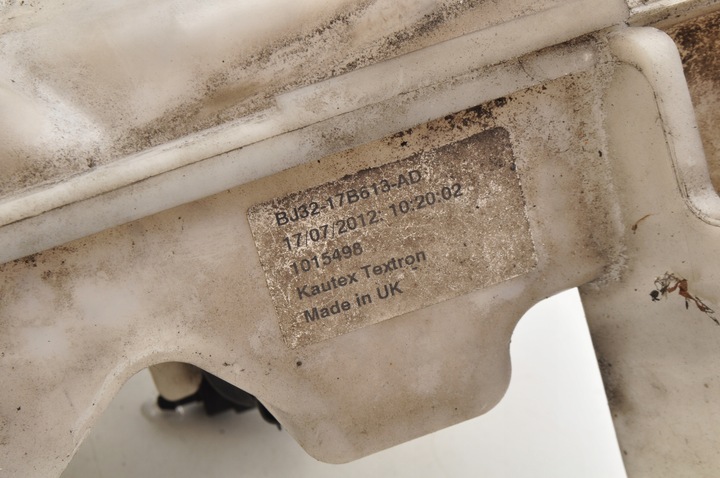 BJ32-17B613-AD
17/07/2012: 10:20:02
1015498
Kautex Textron
Made in UK